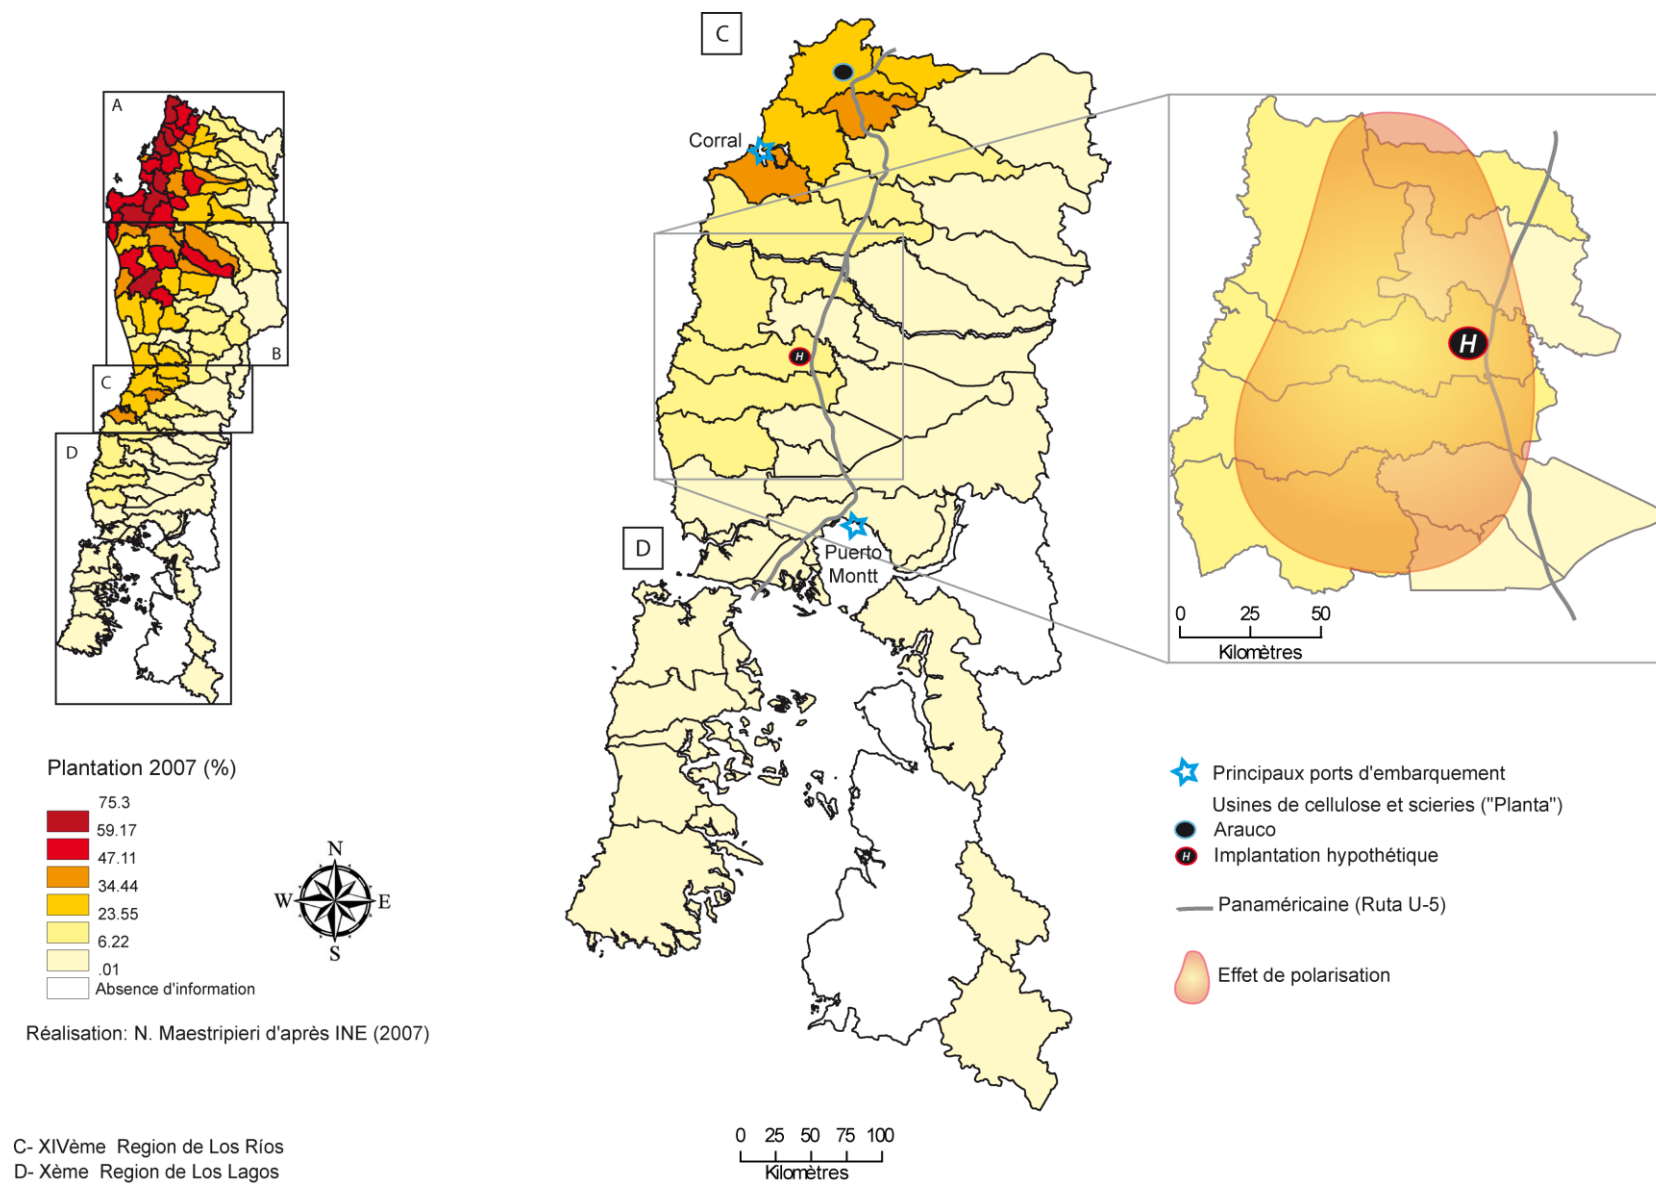 A
B
C
D
Plantation 2007 (%)
75.3
59.17
47.11
34.44
23.55
6.22
.01
Absence d'information
N
W
E
S
Réalisation: N. Maestripieri d'après INE (2007)
C- XIVème Region de Los Ríos
D- Xème Region de Los Lagos
C
Corral
H
D
Puerto
Montt
0 25 50 75 100
Kilomètres
H
0 25 50
Kilomètres
Principaux ports d'embarquement
Usines de cellulose et scieries ("Planta")
Arauco
H Implantation hypothétique
Panaméricaine (Ruta U-5)
Effet de polarisation